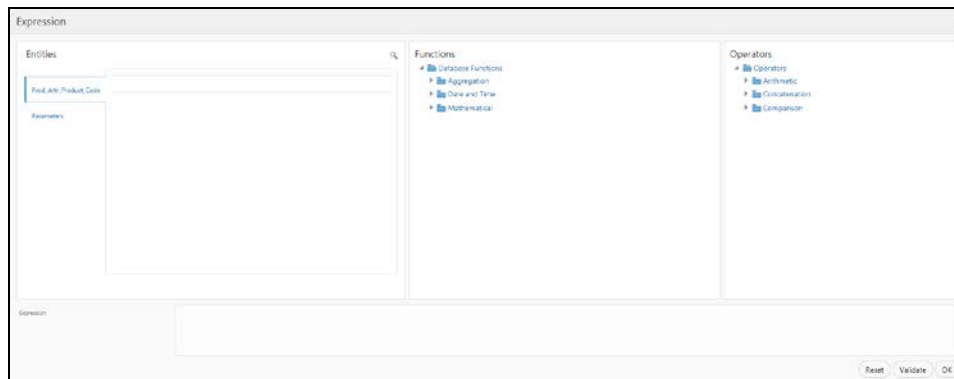 Expression
Entities
Prod_Attr_Product_Code
Parameters
Functions
Database Functions
Aggregation
Date and Time
Mathematical
Operators
Operators
Arithmetic
Concatenation
Comparison
Expression
Reset
Validate
OK